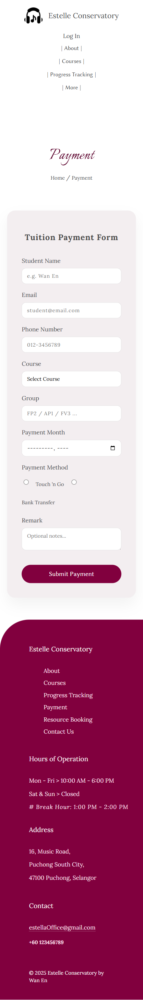 Estelle Conservatory
Log In
| About |
| Courses |
| Progress Tracking |
| More |
Payment
Home / Payment
Tuition Payment Form
Student Name
e.g. Wan En
Email
student@email.com
Phone Number
012-3456789
Course
Select Course
Group
FP2 / AP1 / FV3 ...
Payment Month
---------, ----
Payment Method
Touch 'n Go
Bank Transfer
Remark
Optional notes...
Submit Payment
Estelle Conservatory
About
Courses
Progress Tracking
Payment
Resource Booking
Contact Us
Hours of Operation
Mon - Fri > 10:00 AM - 6:00 PM
Sat & Sun > Closed
# Break Hour: 1:00 PM - 2:00 PM
Address
16, Music Road,
Puchong South City,
47100 Puchong, Selangor
Contact
estellaOffice@gmail.com
+60 123456789
© 2025 Estelle Conservatory by
Wan En